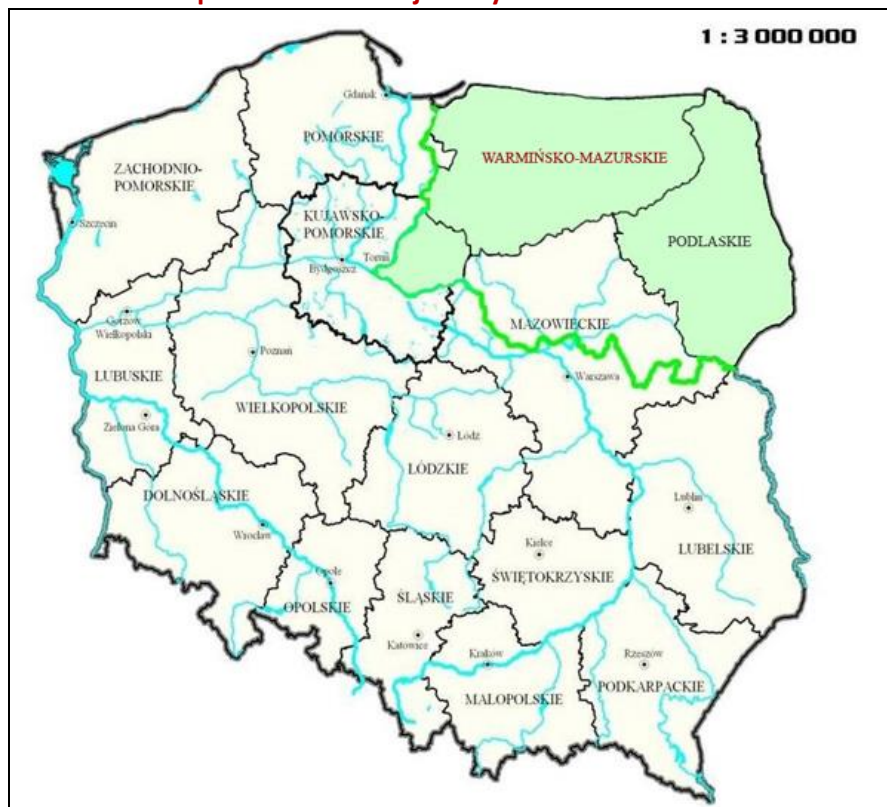 1 : 3 000 000
Gdańsk
POMORSKIE
WARMIŃSKO-MAZURSKIE
ZACHODNIO-
POMORSKIE
Szczecin
KUJAWSKO-
POMORSKIE
PODLASKIE
Toruń
Bydgoszcz
Gorzów
Wielkopolski
MAZOWIECKIE
Poznań
LUBUSKIE
Warszawa
WIELKOPOLSKIE
Zielona Góra
Łódź
ŁÓDZKIE
DOLNOŚLĄSKIE
Lublin
Wrocław
Kielce
LUBELSKIE
Opole
ŚWIĘTOKRZYSKIE
OPOLSKIE
ŚLĄSKIE
Katowice
Kraków
Rzeszów
PODKARPACKIE
MAŁOPOLSKIE